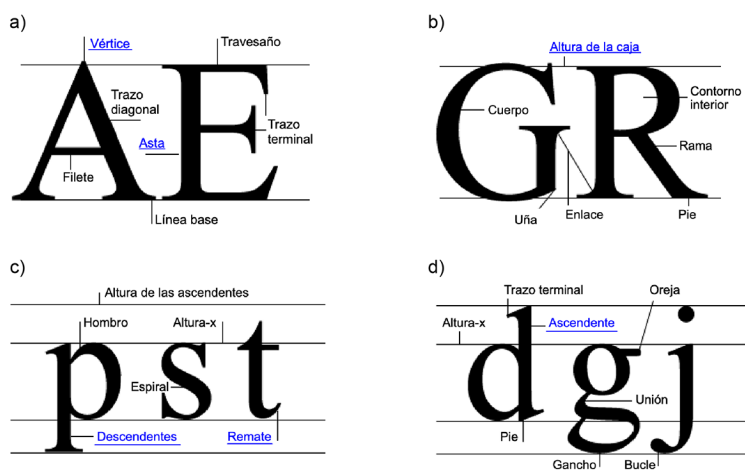 a)
Vértice
Travesaño
Trazo
diagonal
Trazo
terminal
Asta
Filete
Línea base
AE
b)
Altura de la caja
Cuerpo
Contorno
interior
Rama
Uña
Enlace
Pie
GR
c)
Altura de las ascendentes
Hombro
Altura-x
Espiral
Descendentes
Remate
pst
d)
Trazo terminal
Oreja
Altura-x
Ascendente
Unión
Pie
Gancho
Bucle
dgj